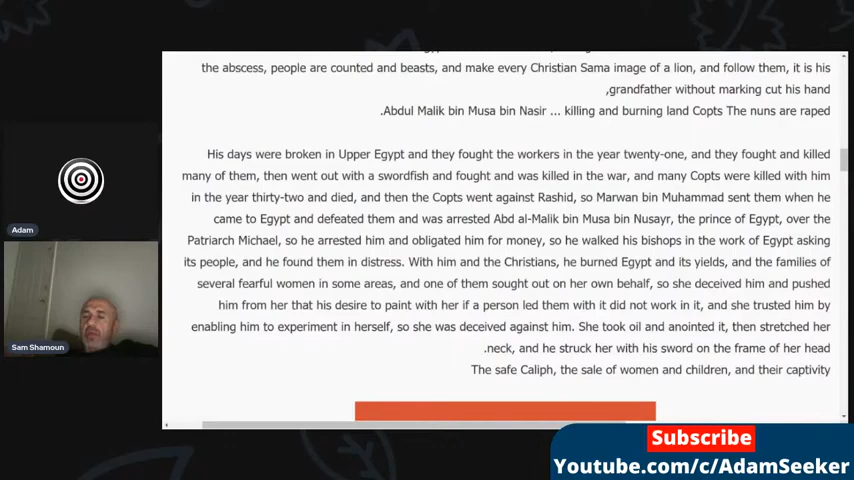 the abscess, people are counted and beasts, and make every Christian Sama image of a lion, and follow them, it is his
,grandfather without marking cut his hand
.Abdul Malik bin Musa bin Nasir ... killing and burning land Copts The nuns are raped
His days were broken in Upper Egypt and they fought the workers in the year twenty-one, and they fought and killed
many of them, then went out with a swordfish and fought and was killed in the war, and many Copts were killed with him
in the year thirty-two and died, and then the Copts went against Rashid, so Marwan bin Muhammad sent them when he
came to Egypt and defeated them and was arrested Abd al-Malik bin Musa bin Nusayr, the prince of Egypt, over the
Patriarch Michael, so he arrested him and obligated him for money, so he walked his bishops in the work of Egypt asking
its people, and he found them in distress. With him and the Christians, he burned Egypt and its yields, and the families of
several fearful women in some areas, and one of them sought out on her own behalf, so she deceived him and pushed
him from her that his desire to paint with her if a person led them with it did not work in it, and she trusted him by
enabling him to experiment in herself, so she was deceived against him. She took oil and anointed it, then stretched her
.neck, and he struck her with his sword on the frame of her head
The safe Caliph, the sale of women and children, and their captivity
Adam
Sam Shamoun
Subscribe
Youtube.com/c/AdamSeeker